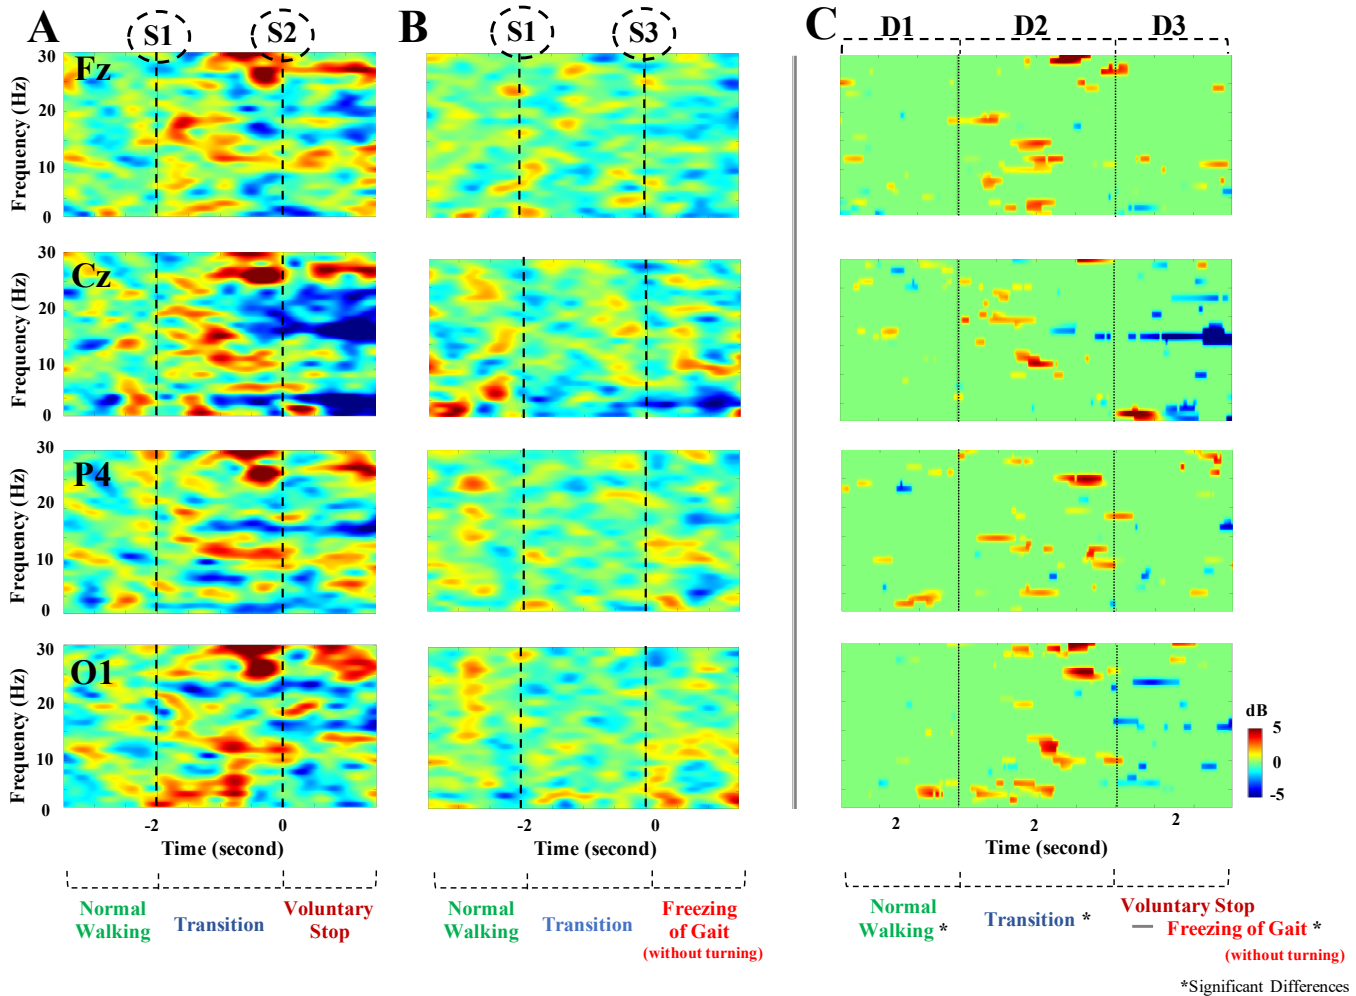 A S1 S2 B S1 S3 C D1 D2 D3
Fz
Frequency (Hz)
30
20
10
0
Cz
Frequency (Hz)
30
20
10
0
P4
Frequency (Hz)
30
20
10
0
O1
Frequency (Hz)
30
20
10
0
dB
5
0
-5
-2 0 -2 0 2 2 2
Time (second) Time (second) Time (second)
Normal
Walking
Transition
Voluntary
Stop
Normal
Walking
Transition
Freezing
of Gait
(without turning)
Normal
Walking *
Transition *
Voluntary Stop
— Freezing of Gait *
(without turning)
*Significant Differences